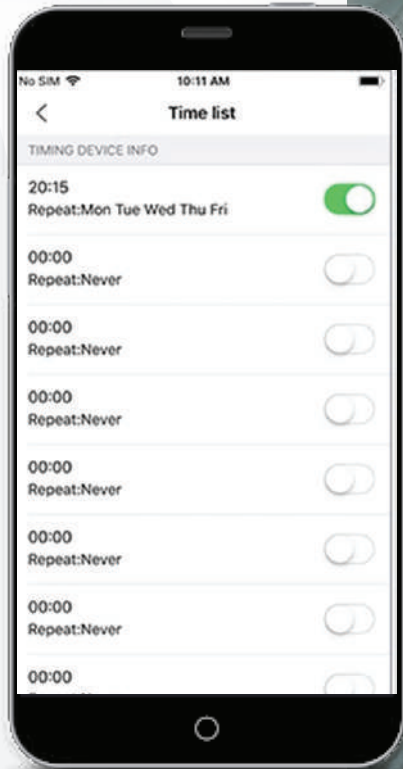 No SIM 10:11 AM
Time list
TIMING DEVICE INFO
20:15
Repeat:Mon Tue Wed Thu Fri
00:00
Repeat:Never
00:00
Repeat:Never
00:00
Repeat:Never
00:00
Repeat:Never
00:00
Repeat:Never
00:00
Repeat:Never
00:00